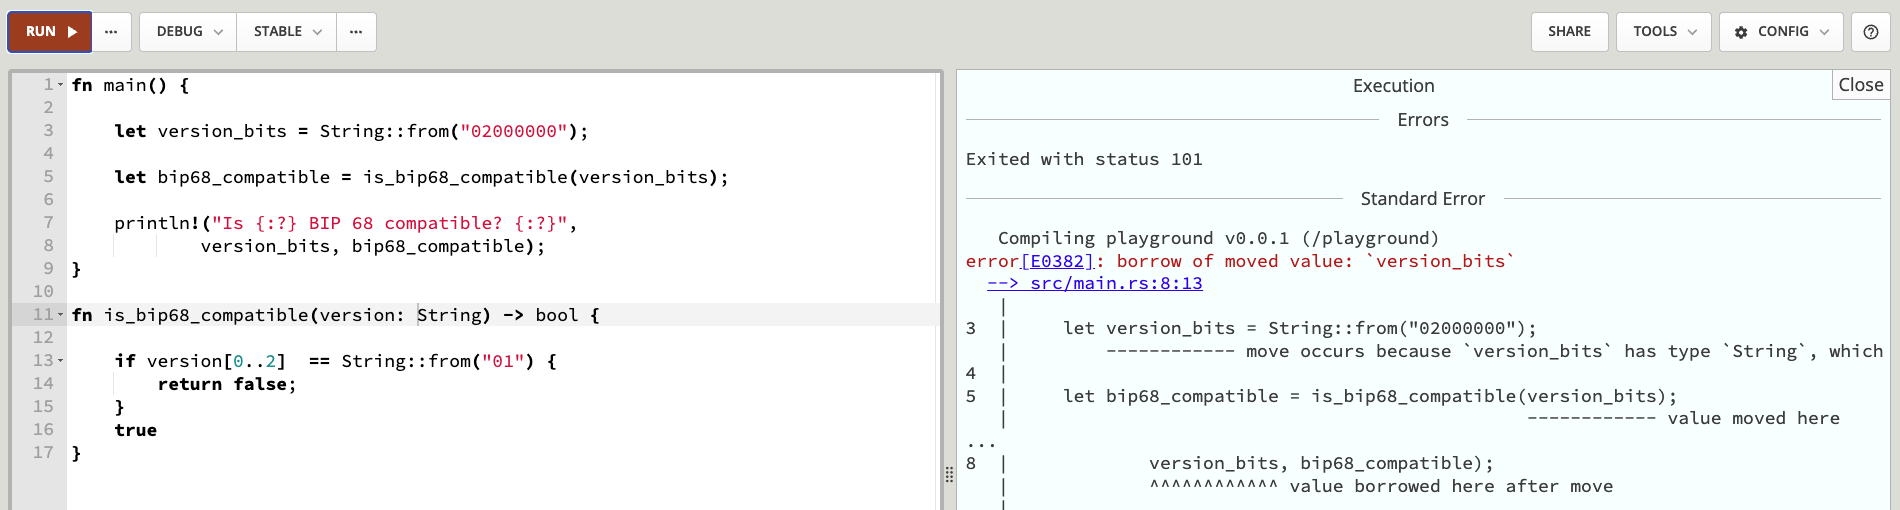 RUN ▶ ... DEBUG STABLE ... SHARE TOOLS CONFIG ?
1 fn main() {
2
3     let version_bits = String::from("02000000");
4
5     let bip68_compatible = is_bip68_compatible(version_bits);
6
7     println!("Is {:?} BIP 68 compatible? {:?}",
8             version_bits, bip68_compatible);
9 }
10
11 fn is_bip68_compatible(version: String) -> bool {
12
13     if version[0..2]  == String::from("01") {
14         return false;
15     }
16     true
17 }
Execution
Close
Errors
Exited with status 101
Standard Error
   Compiling playground v0.0.1 (/playground)
error[E0382]: borrow of moved value: `version_bits`
  --> src/main.rs:8:13
   |
3  |     let version_bits = String::from("02000000");
   |         ------------ move occurs because `version_bits` has type `String`, which
4  |
5  |     let bip68_compatible = is_bip68_compatible(version_bits);
   |                                                ------------ value moved here
...
8  |             version_bits, bip68_compatible);
   |             ^^^^^^^^^^^^ value borrowed here after move
   |